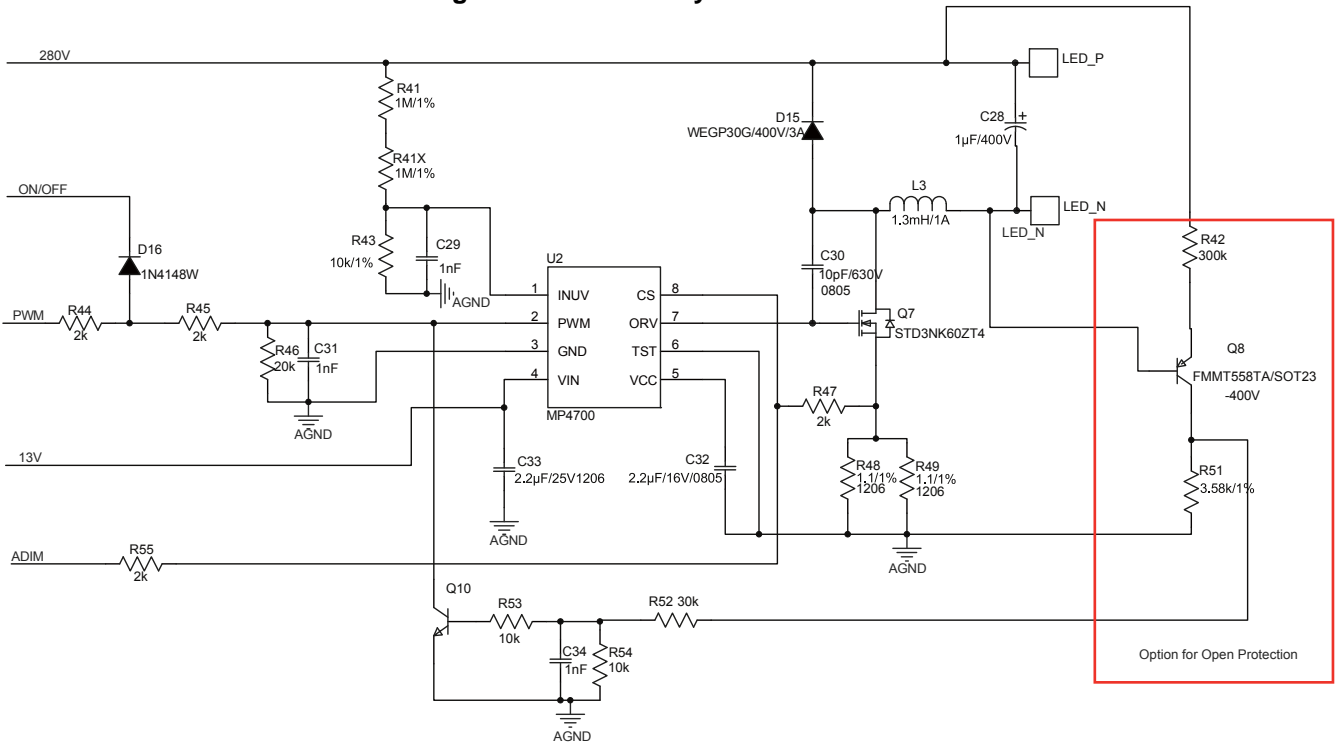 280V
R41
1M/1%
R41X
1M/1%
ON/OFF
D16
1N4148W
R43
10k/1%
C29
1nF
AGND
PWM
R44
2k
R45
2k
R46
20k
C31
1nF
AGND
U2
1 INUV CS 8
2 PWM ORV 7
3 GND TST 6
4 VIN VCC 5
MP4700
D15
WEGP30G/400V/3A
C28
+
1µF/400V
LED_P
L3
1.3mH/1A
LED_N
LED_N
C30
10pF/630V
0805
Q7
STD3NK60ZT4
R42
300k
Q8
FMMT558TA/SOT23
-400V
R47
2k
R48
1.1/1%
1206
R49
1.1/1%
1206
AGND
R51
3.58k/1%
13V
C33
2.2µF/25V1206
AGND
C32
2.2µF/16V/0805
ADIM
R55
2k
Q10
R53
10k
C34
1nF
R54
10k
R52 30k
AGND
Option for Open Protection